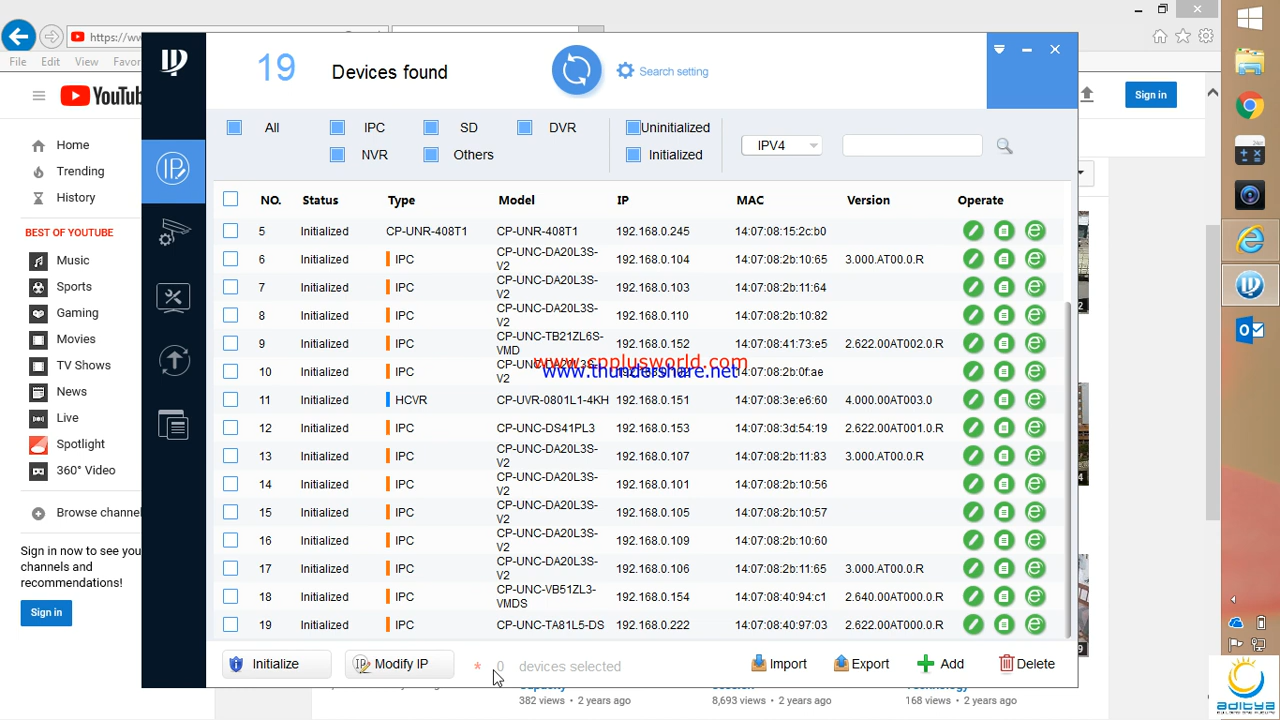 https://ww
File Edit View Favor
YouTu
Sign in
Home
Trending
History
BEST OF YOUTUBE
Music
Sports
Gaming
Movies
TV Shows
News
Live
Spotlight
360° Video
Browse channe
Sign in now to see you
channels and
recommendations!
Sign in
19 Devices found Search setting
All IPC SD DVR Uninitialized
NVR Others Initialized
IPV4
NO. Status Type Model IP MAC Version Operate
5 Initialized CP-UNR-408T1 CP-UNR-408T1 192.168.0.245 14:07:08:15:2c:b0
6 Initialized IPC CP-UNC-DA20L3S-V2 192.168.0.104 14:07:08:2b:10:65 3.000.AT00.0.R
7 Initialized IPC CP-UNC-DA20L3S-V2 192.168.0.103 14:07:08:2b:11:64
8 Initialized IPC CP-UNC-DA20L3S-V2 192.168.0.110 14:07:08:2b:10:82
9 Initialized IPC CP-UNC-TB21ZL6S-VMD 192.168.0.152 14:07:08:41:73:e5 2.622.00AT002.0.R
www.cpplusworld.com
www.thundershare.net
10 Initialized IPC 14:07:08:2b:0f:ae
11 Initialized HCVR CP-UVR-0801L1-4KH 192.168.0.151 14:07:08:3e:e6:60 4.000.00AT003.0
12 Initialized IPC CP-UNC-DS41PL3 192.168.0.153 14:07:08:3d:54:19 2.622.00AT001.0.R
13 Initialized IPC CP-UNC-DA20L3S-V2 192.168.0.107 14:07:08:2b:11:83 3.000.AT00.0.R
14 Initialized IPC CP-UNC-DA20L3S-V2 192.168.0.101 14:07:08:2b:10:56
15 Initialized IPC CP-UNC-DA20L3S-V2 192.168.0.105 14:07:08:2b:10:57
16 Initialized IPC CP-UNC-DA20L3S-V2 192.168.0.109 14:07:08:2b:10:60
17 Initialized IPC CP-UNC-DA20L3S-V2 192.168.0.106 14:07:08:2b:11:65 3.000.AT00.0.R
18 Initialized IPC CP-UNC-VB51ZL3-VMDS 192.168.0.154 14:07:08:40:94:c1 2.640.00AT000.0.R
19 Initialized IPC CP-UNC-TA81L5-DS 192.168.0.222 14:07:08:40:97:03 2.622.00AT000.0.R
Initialize Modify IP * 0 devices selected Import Export Add Delete
382 views • 2 years ago 8,693 views • 2 years ago 168 views • 2 years ago
aditya